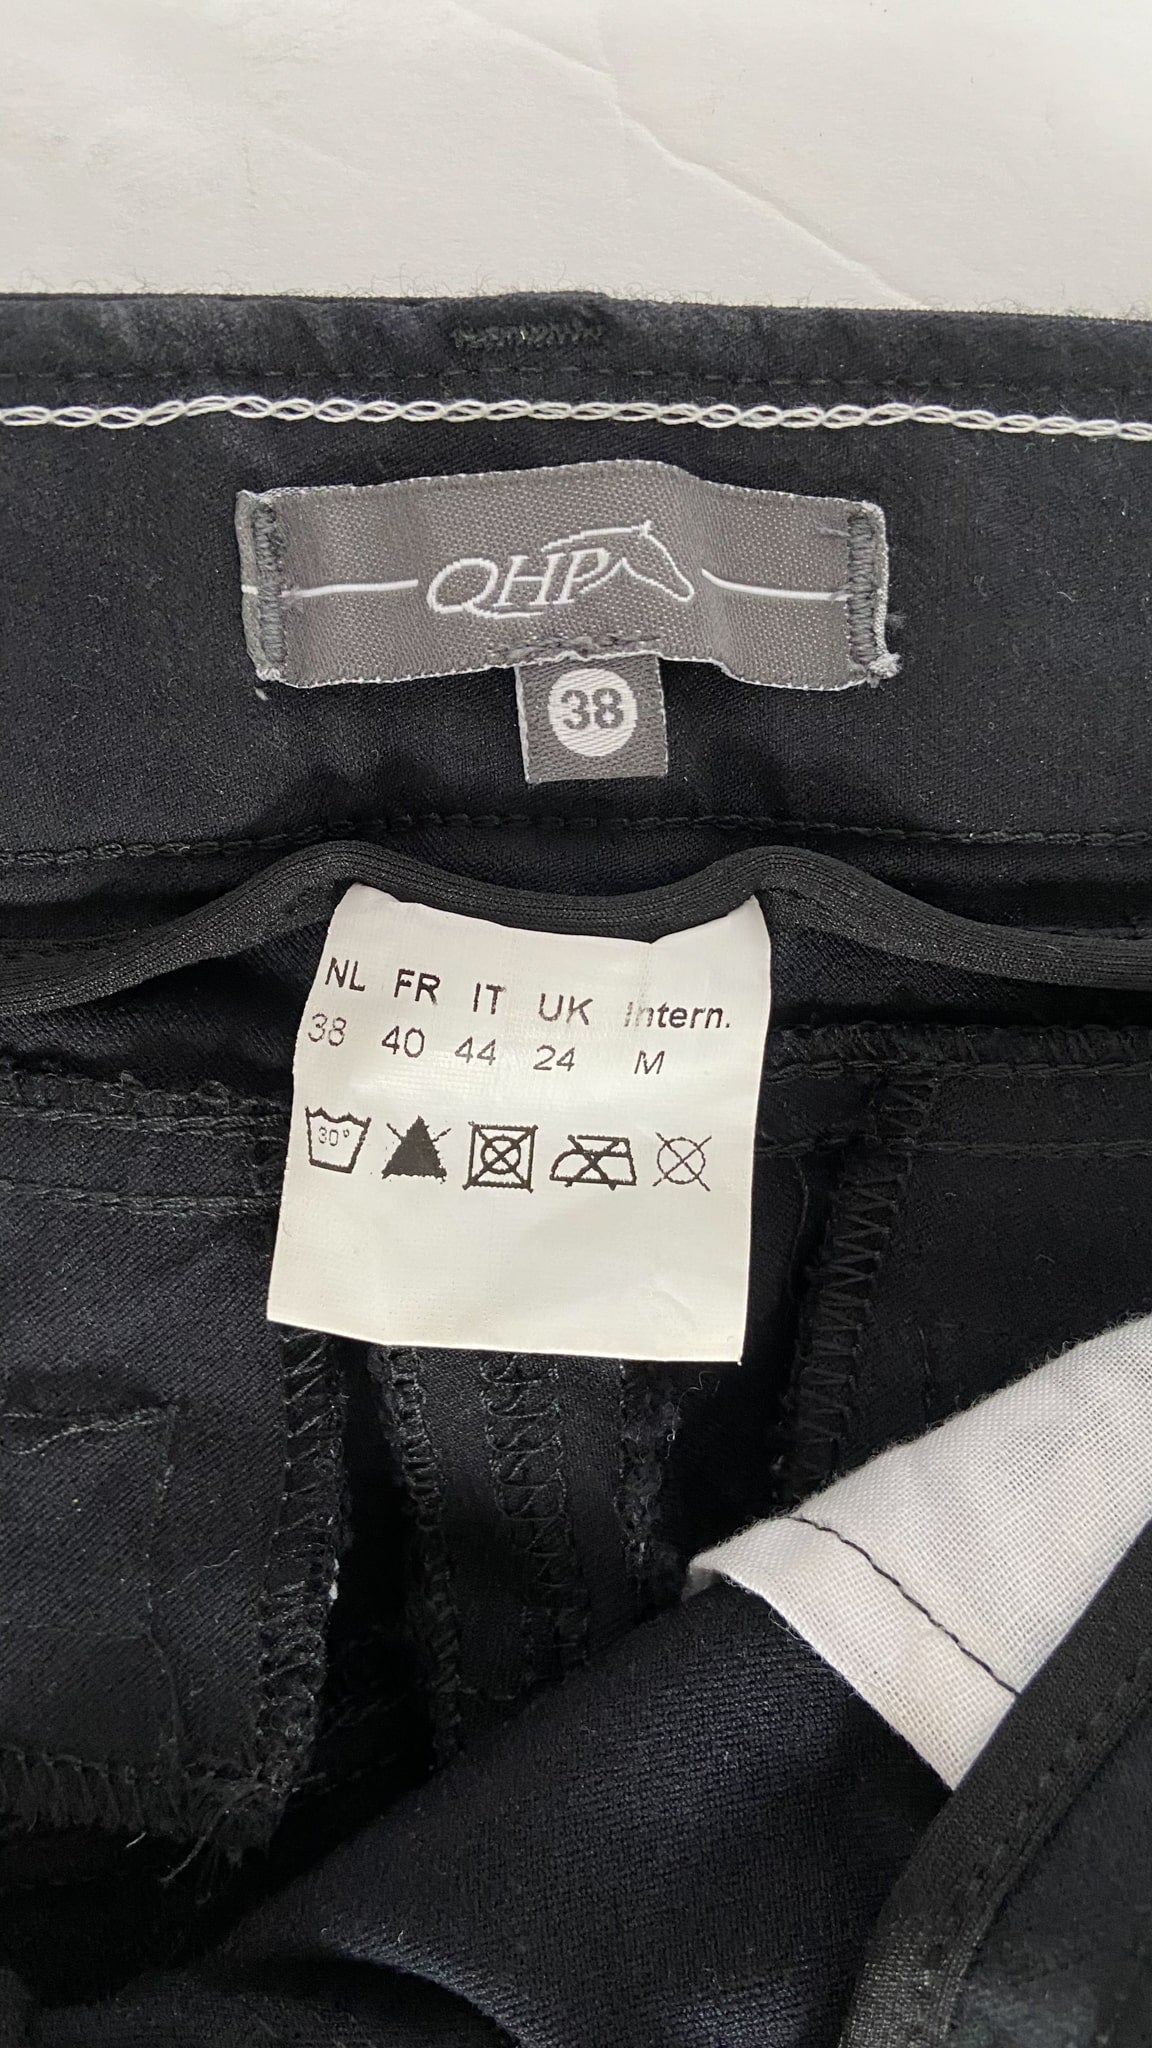 QHP
38
NL FR IT UK Intern.
38 40 44 24 M
30°